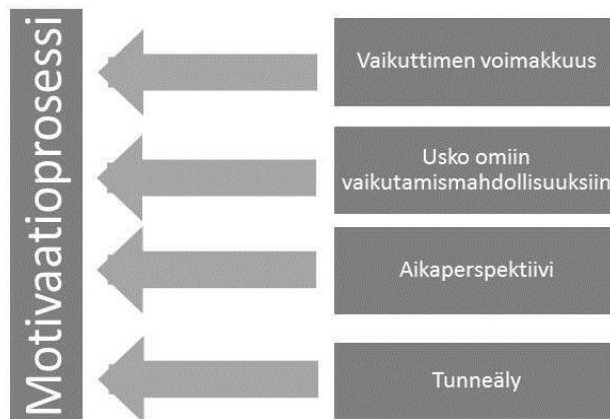 Motivaatioprosessi
Vaikuttimen voimakkuus
Usko omiin
vaikutamismahdollisuuksiin
Aikaperspektiivi
Tunneäly